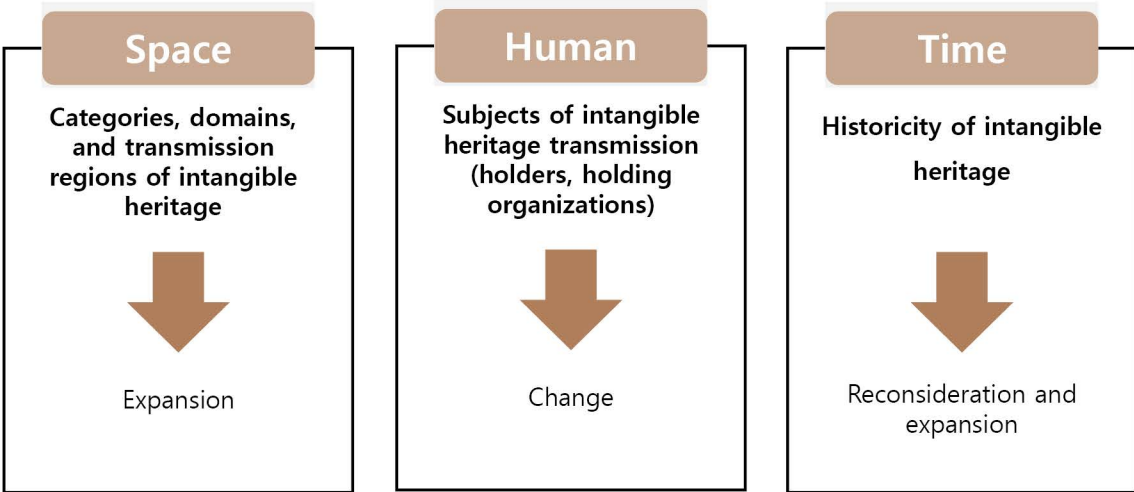 Space
Categories, domains,
and transmission
regions of intangible
heritage
Expansion
Human
Subjects of intangible
heritage transmission
(holders, holding
organizations)
Change
Time
Historicity of intangible
heritage
Reconsideration and
expansion